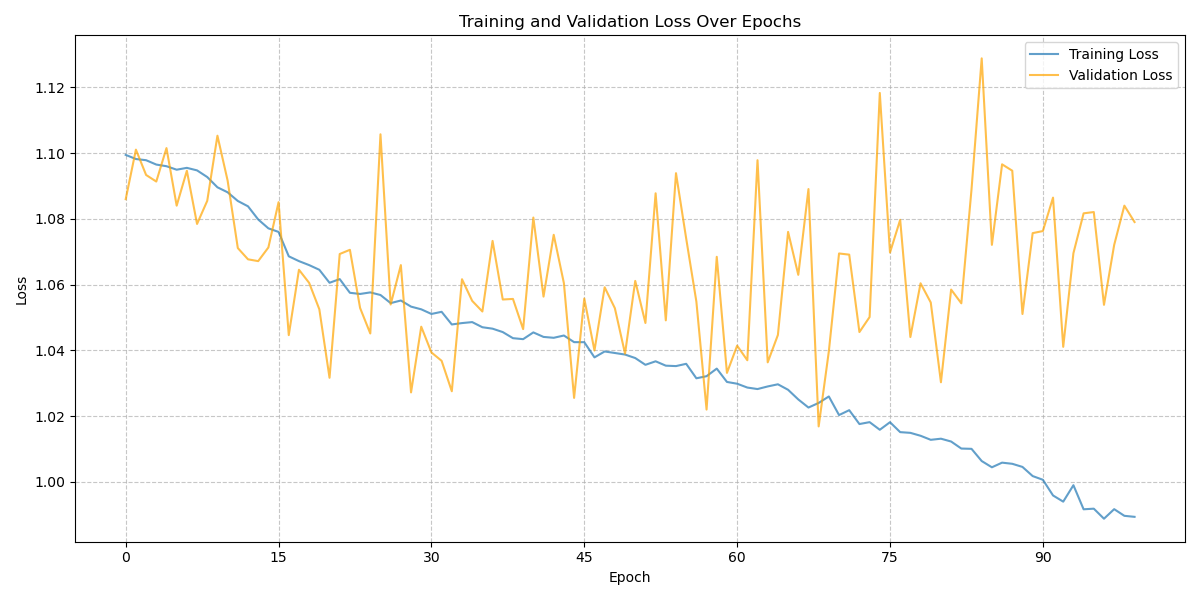 Training and Validation Loss Over Epochs
Training Loss
Validation Loss
1.12
1.10
1.08
1.06
1.04
1.02
1.00
Loss
0 15 30 45 60 75 90
Epoch